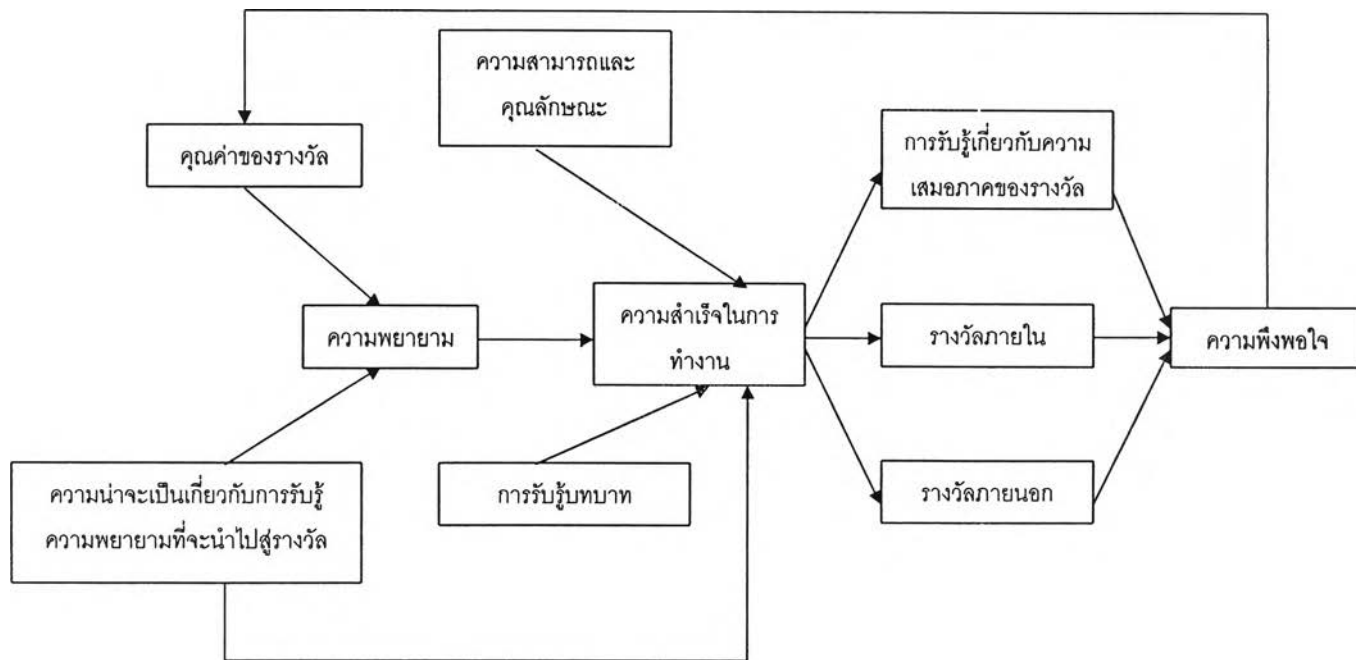 ความสามารถและ
คุณลักษณะ
คุณค่าของรางวัล
การรับรู้เกี่ยวกับความ
เสมอภาคของรางวัล
ความพยายาม
ความสำเร็จในการ
ทำงาน
รางวัลภายใน
ความพึงพอใจ
ความน่าจะเป็นเกี่ยวกับการรับรู้
ความพยายามที่จะนำไปสู่รางวัล
การรับรู้บทบาท
รางวัลภายนอก